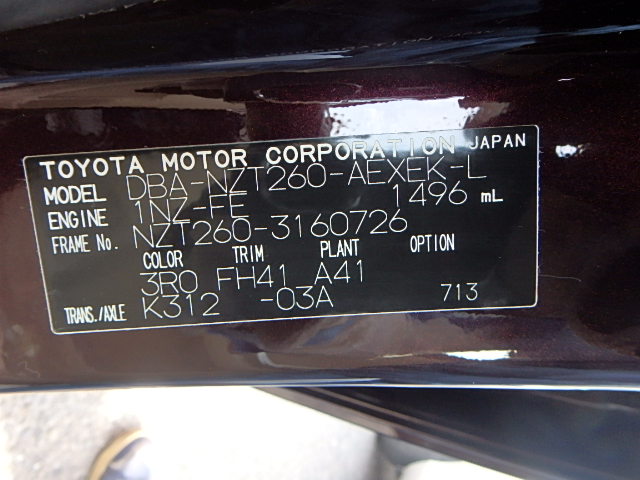 TOYOTA MOTOR CORPORATION JAPAN
MODEL DBA-NZT260-AEXEK-L
ENGINE 1NZ-FE 1496 mL
FRAME No. NZT260-3160726
COLOR TRIM PLANT OPTION
3R0 FH41 A41
TRANS./AXLE K312 -03A 713